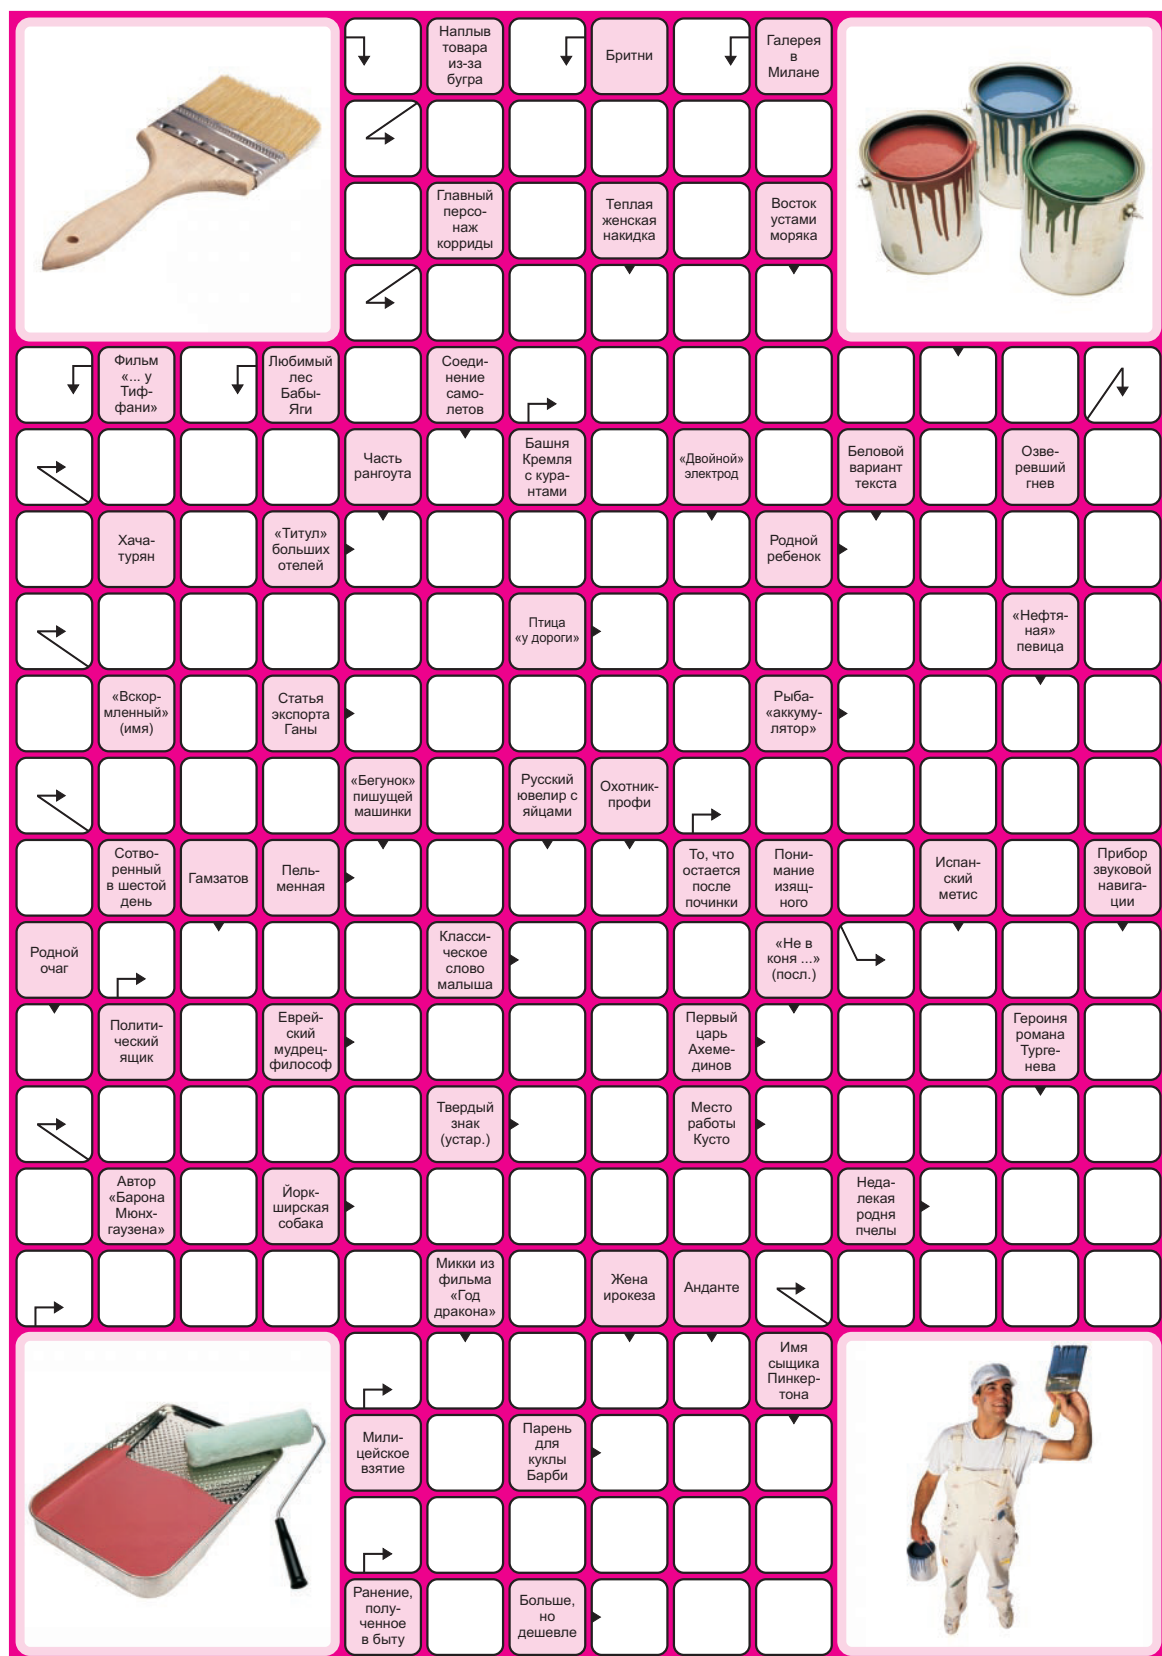 Наплыв
товара
из-за
бугра
Бритни
Галерея
в
Милане
Главный
персо-
наж
корриды
Теплая
женская
накидка
Восток
устами
моряка
Фильм
«... у
Тиф-
фани»
Любимый
лес
Бабы-
Яги
Соеди-
нение
само-
летов
Часть
рангоута
Башня
Кремля
с кура-
нтами
«Двойной»
электрод
Беловой
вариант
текста
Озве-
ревший
гнев
Хача-
турян
«Титул»
больших
отелей
Родной
ребенок
Птица
«у дороги»
«Нефтя-
ная»
певица
«Вскор-
мленный»
(имя)
Статья
экспорта
Ганы
Рыба-
«аккуму-
лятор»
«Бегунок»
пишущей
машинки
Русский
ювелир с
яйцами
Охотник-
профи
Сотво-
ренный
в шестой
день
Гамзатов
Пель-
менная
То, что
остается
после
починки
Пони-
мание
изящ-
ного
Испан-
ский
метис
Прибор
звуковой
навига-
ции
Родной
очаг
Класси-
ческое
слово
малыша
«Не в
коня ...»
(посл.)
Полити-
ческий
ящик
Еврей-
ский
мудрец-
философ
Первый
царь
Ахеме-
динов
Героиня
романа
Турге-
нева
Твердый
знак
(устар.)
Место
работы
Кусто
Автор
«Барона
Мюнх-
гаузена»
Йорк-
ширская
собака
Неда-
лекая
родня
пчелы
Микки из
фильма
«Год
дракона»
Жена
ирокеза
Анданте
Имя
сыщика
Пинкер-
тона
Мили-
цейское
взятие
Парень
для
куклы
Барби
Ранение,
полу-
ченное
в быту
Больше,
но
дешевле